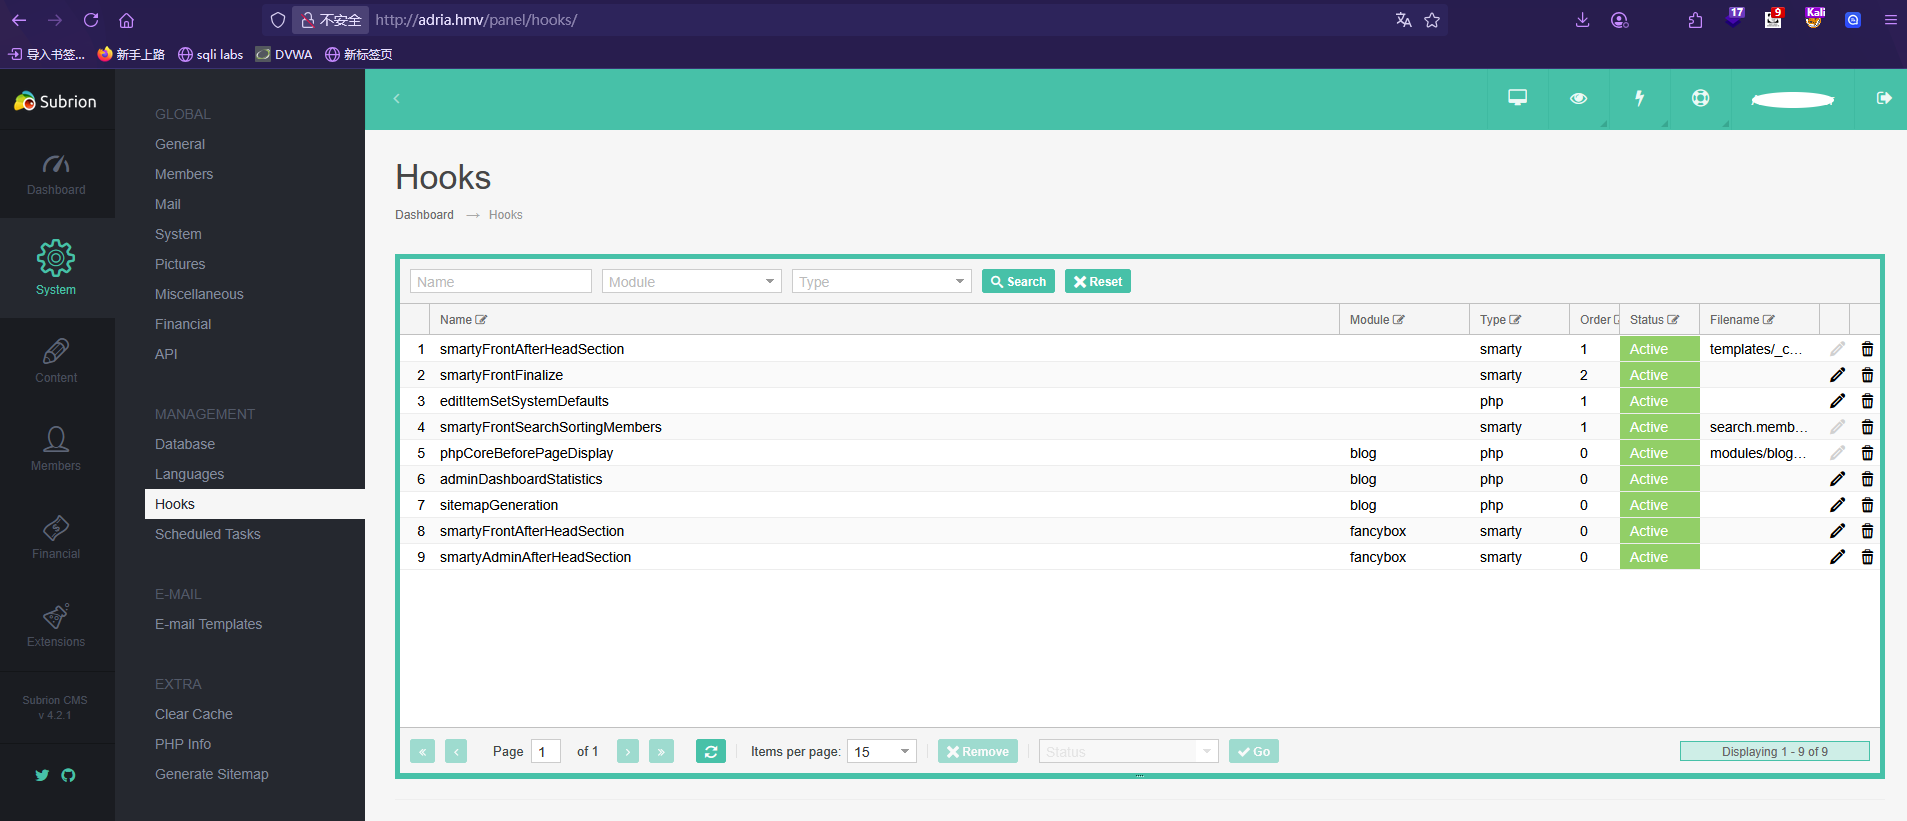 不安全 http://adria.hmv/panel/hooks/ 17 9 Kali
导入书签... 新手上路 sqli labs DVWA 新标签页
Subrion
Dashboard
System
Content
Members
Financial
Extensions
Subrion CMS
v 4.2.1
GLOBAL
General
Members
Mail
System
Pictures
Miscellaneous
Financial
API
MANAGEMENT
Database
Languages
Hooks
Scheduled Tasks
E-MAIL
E-mail Templates
EXTRA
Clear Cache
PHP Info
Generate Sitemap
Hooks
Dashboard → Hooks
Name Module Type Search Reset
Name Module Type Order Status Filename
1 smartyFrontAfterHeadSection smarty 1 Active templates/_c...
2 smartyFrontFinalize smarty 2 Active
3 editItemSetSystemDefaults php 1 Active
4 smartyFrontSearchSortingMembers smarty 1 Active search.memb...
5 phpCoreBeforePageDisplay blog php 0 Active modules/blog...
6 adminDashboardStatistics blog php 0 Active
7 sitemapGeneration blog php 0 Active
8 smartyFrontAfterHeadSection fancybox smarty 0 Active
9 smartyAdminAfterHeadSection fancybox smarty 0 Active
« ‹ Page 1 of 1 › » Items per page: 15 Remove Status Go Displaying 1 - 9 of 9